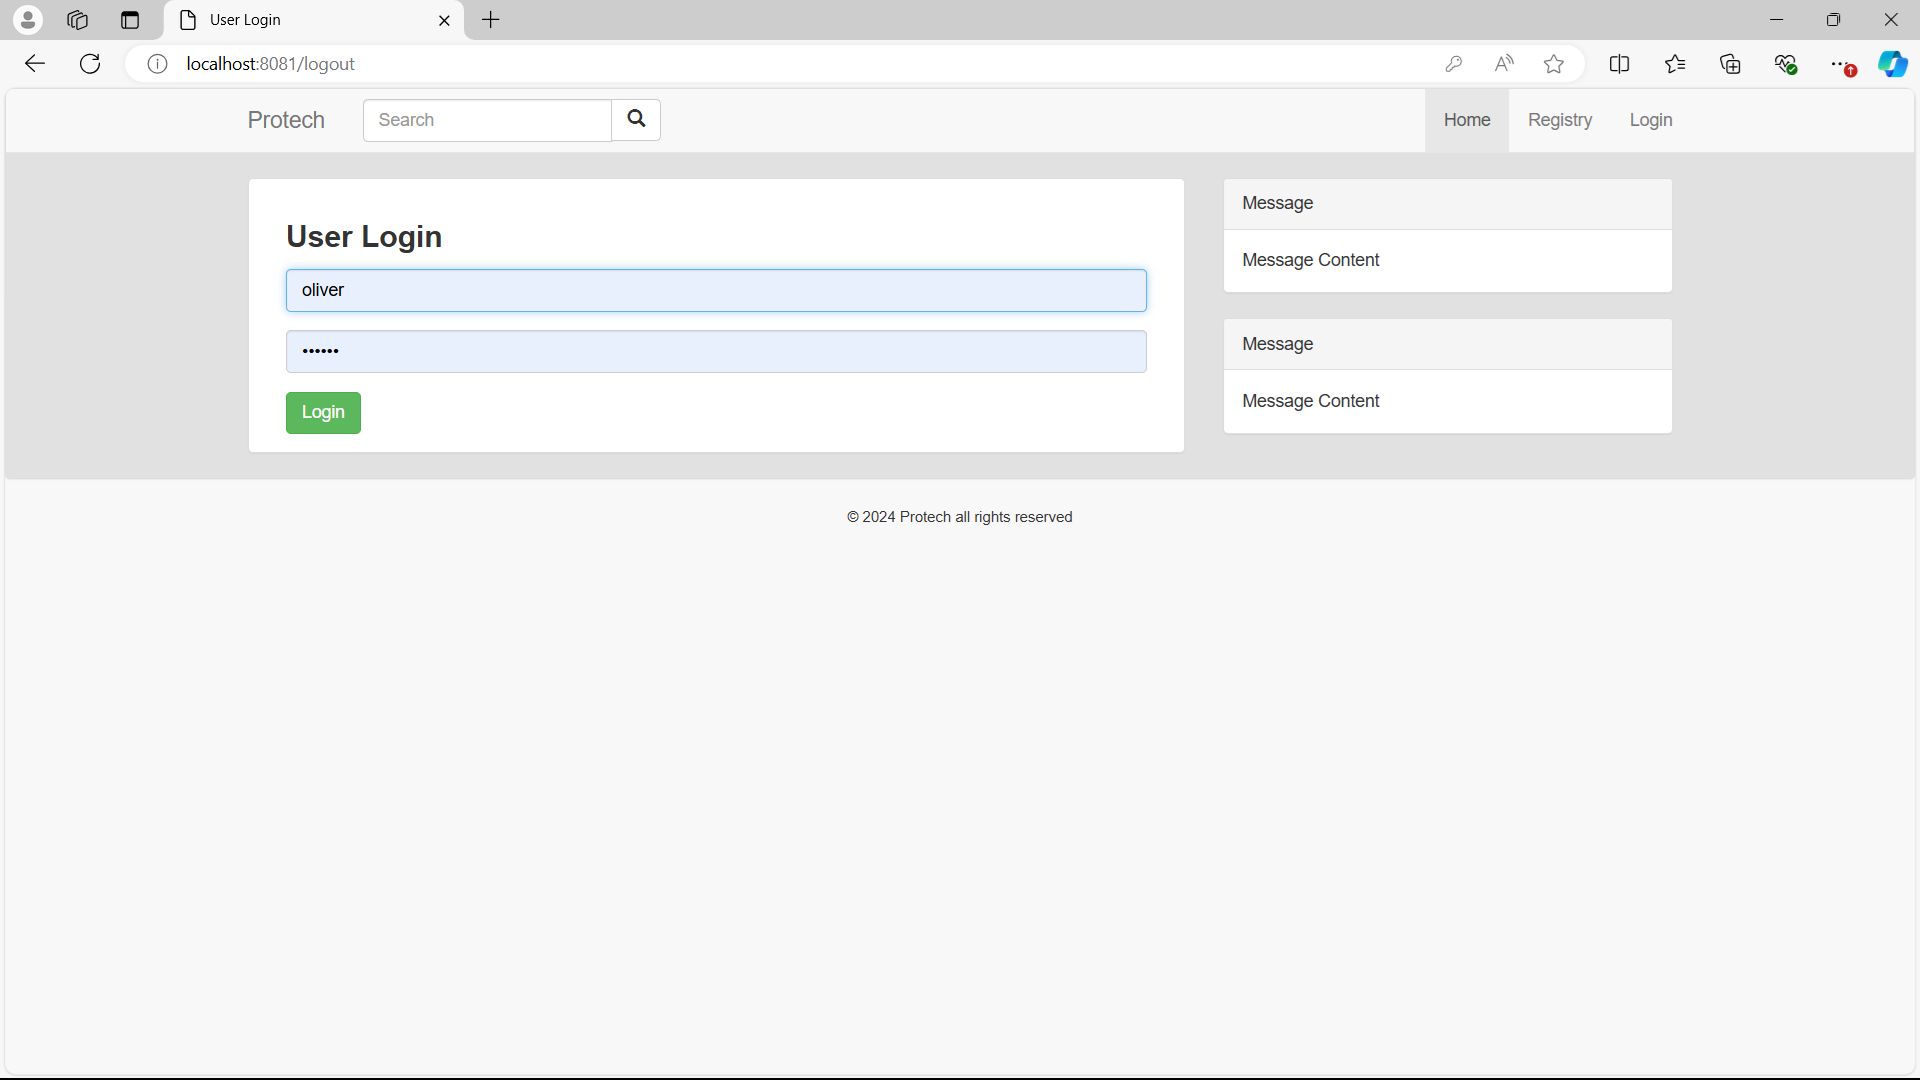 User Login
localhost:8081/logout
Protech
Search
Home
Registry
Login
User Login
oliver
••••••
Login
Message
Message Content
Message
Message Content
© 2024 Protech all rights reserved